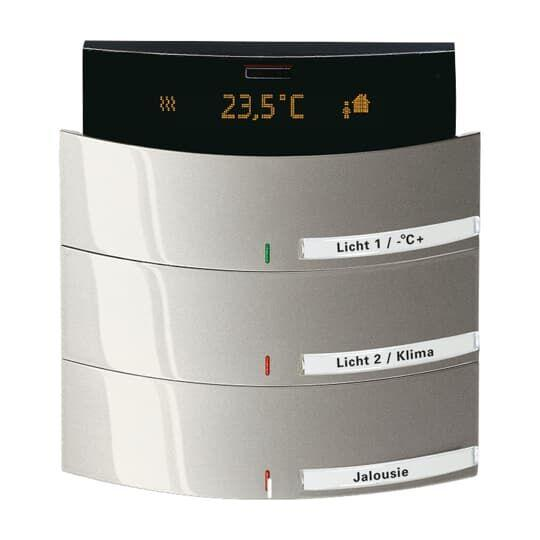 23,5°C
Licht 1 / -°C+
Licht 2 / Klima
Jalousie